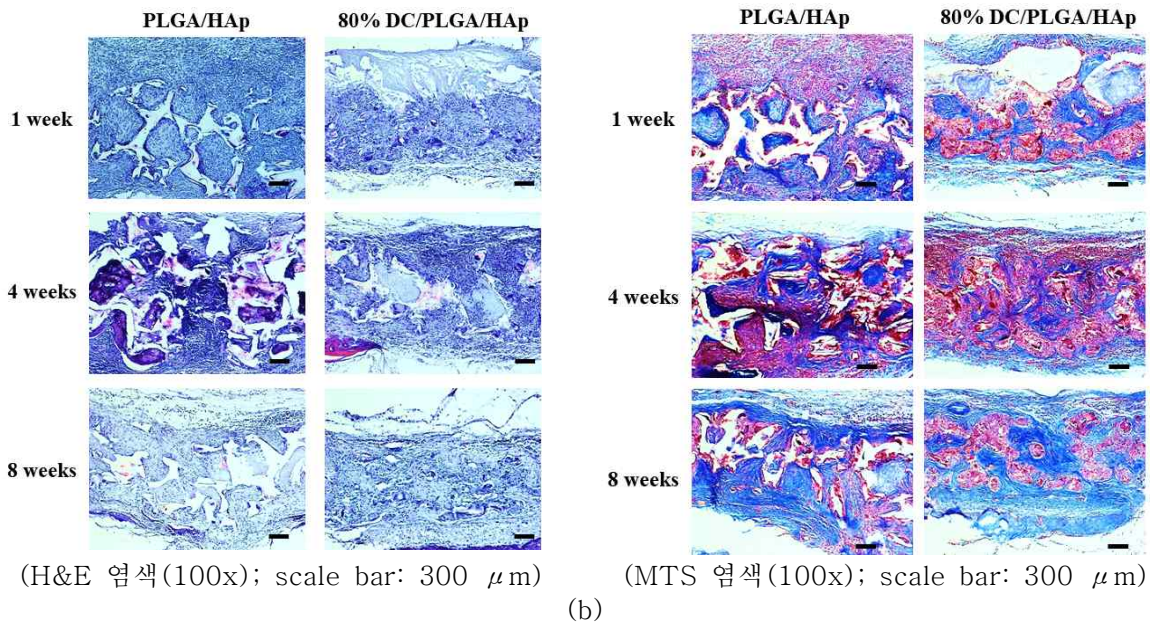 PLGA/HAp 80% DC/PLGA/HAp
1 week
4 weeks
8 weeks
(H&E 염색(100x); scale bar: 300 μm)
PLGA/HAp 80% DC/PLGA/HAp
1 week
4 weeks
8 weeks
(MTS 염색(100x); scale bar: 300 μm)
(b)